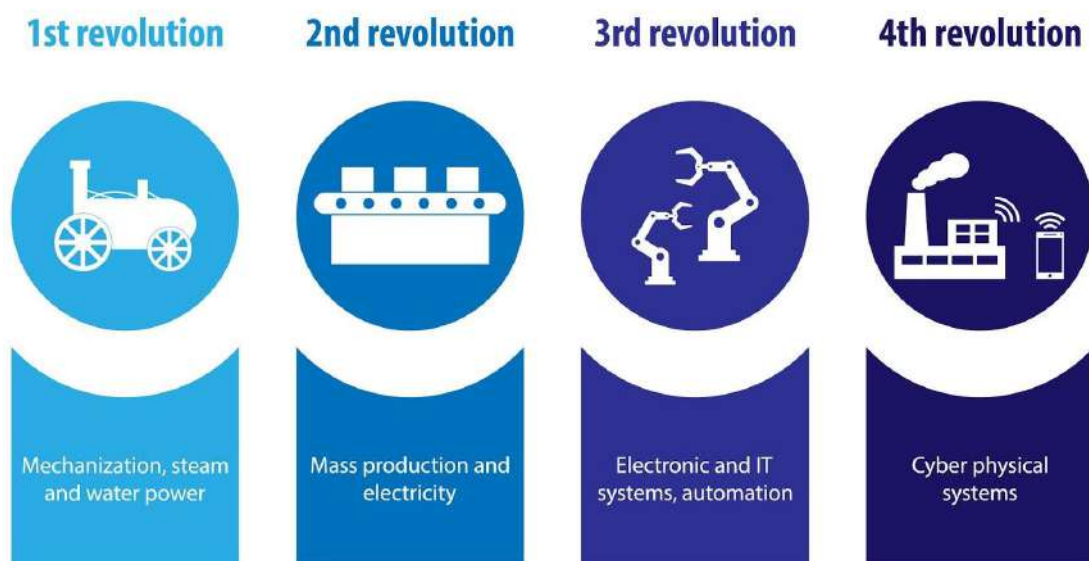 1st revolution
2nd revolution
3rd revolution
4th revolution
Mechanization, steam
and water power
Mass production and
electricity
Electronic and IT
systems, automation
Cyber physical
systems